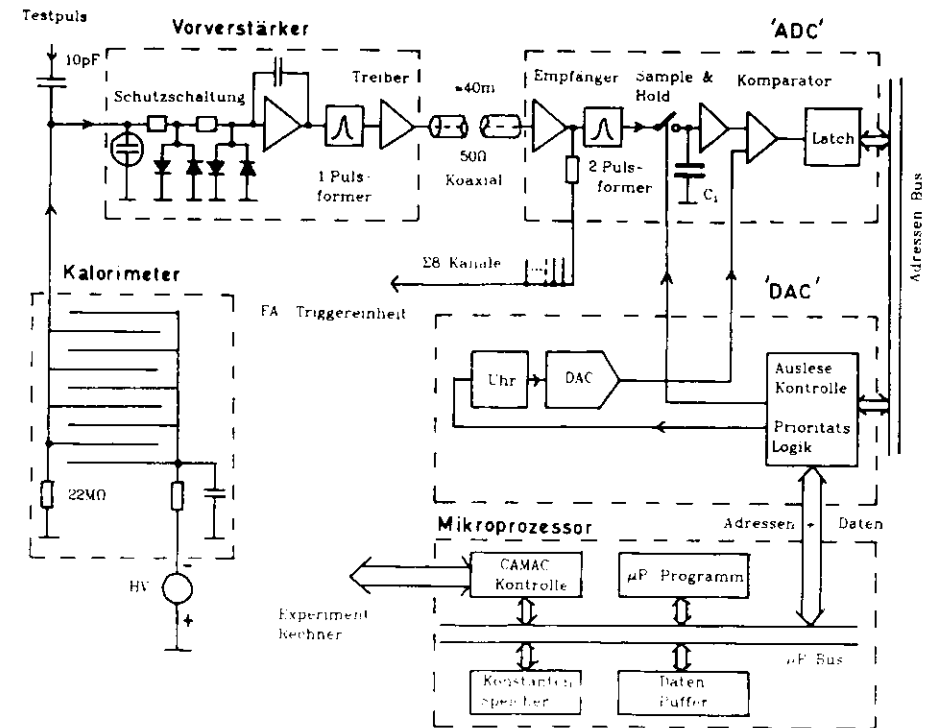 Testpuls
10pF
Vorverstärker
Schutzschaltung
Treiber
1 Puls-
former
≈40m
50Ω
Koaxial
'ADC'
Empfänger
Sample &
Hold
Komparator
2 Puls-
former
C₁
Latch
Adressen Bus
Σ8 Kanäle
FA Triggereinheit
Kalorimeter
22MΩ
HV
-
+
'DAC'
Uhr
DAC
Auslese
Kontrolle
Prioritäts
Logik
Adressen + Daten
Mikroprozessor
CAMAC
Kontrolle
µP Programm
Experiment
Rechner
µP Bus
Konstanten
Speicher
Daten
Puffer